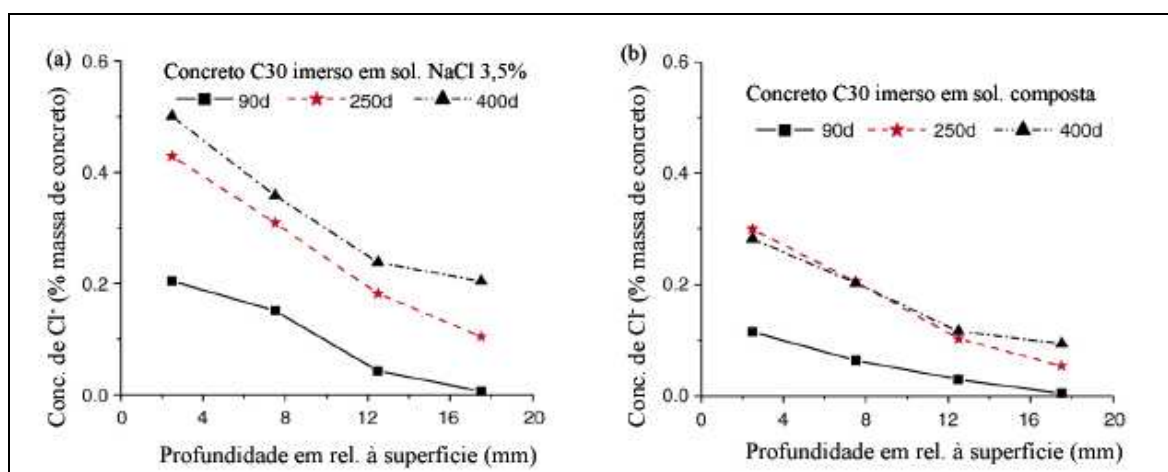 (a)
Concreto C30 imerso em sol. NaCl 3,5%
90d 250d 400d
0.6
0.4
0.2
0.0
0 4 8 12 16 20
Conc. de Cl- (% massa de concreto)
Profundidade em rel. à superfície (mm)
(b)
Concreto C30 imerso em sol. composta
90d 250d 400d
0.6
0.4
0.2
0.0
0 4 8 12 16 20
Conc. de Cl- (% massa de concreto)
Profundidade em rel. à superfície (mm)